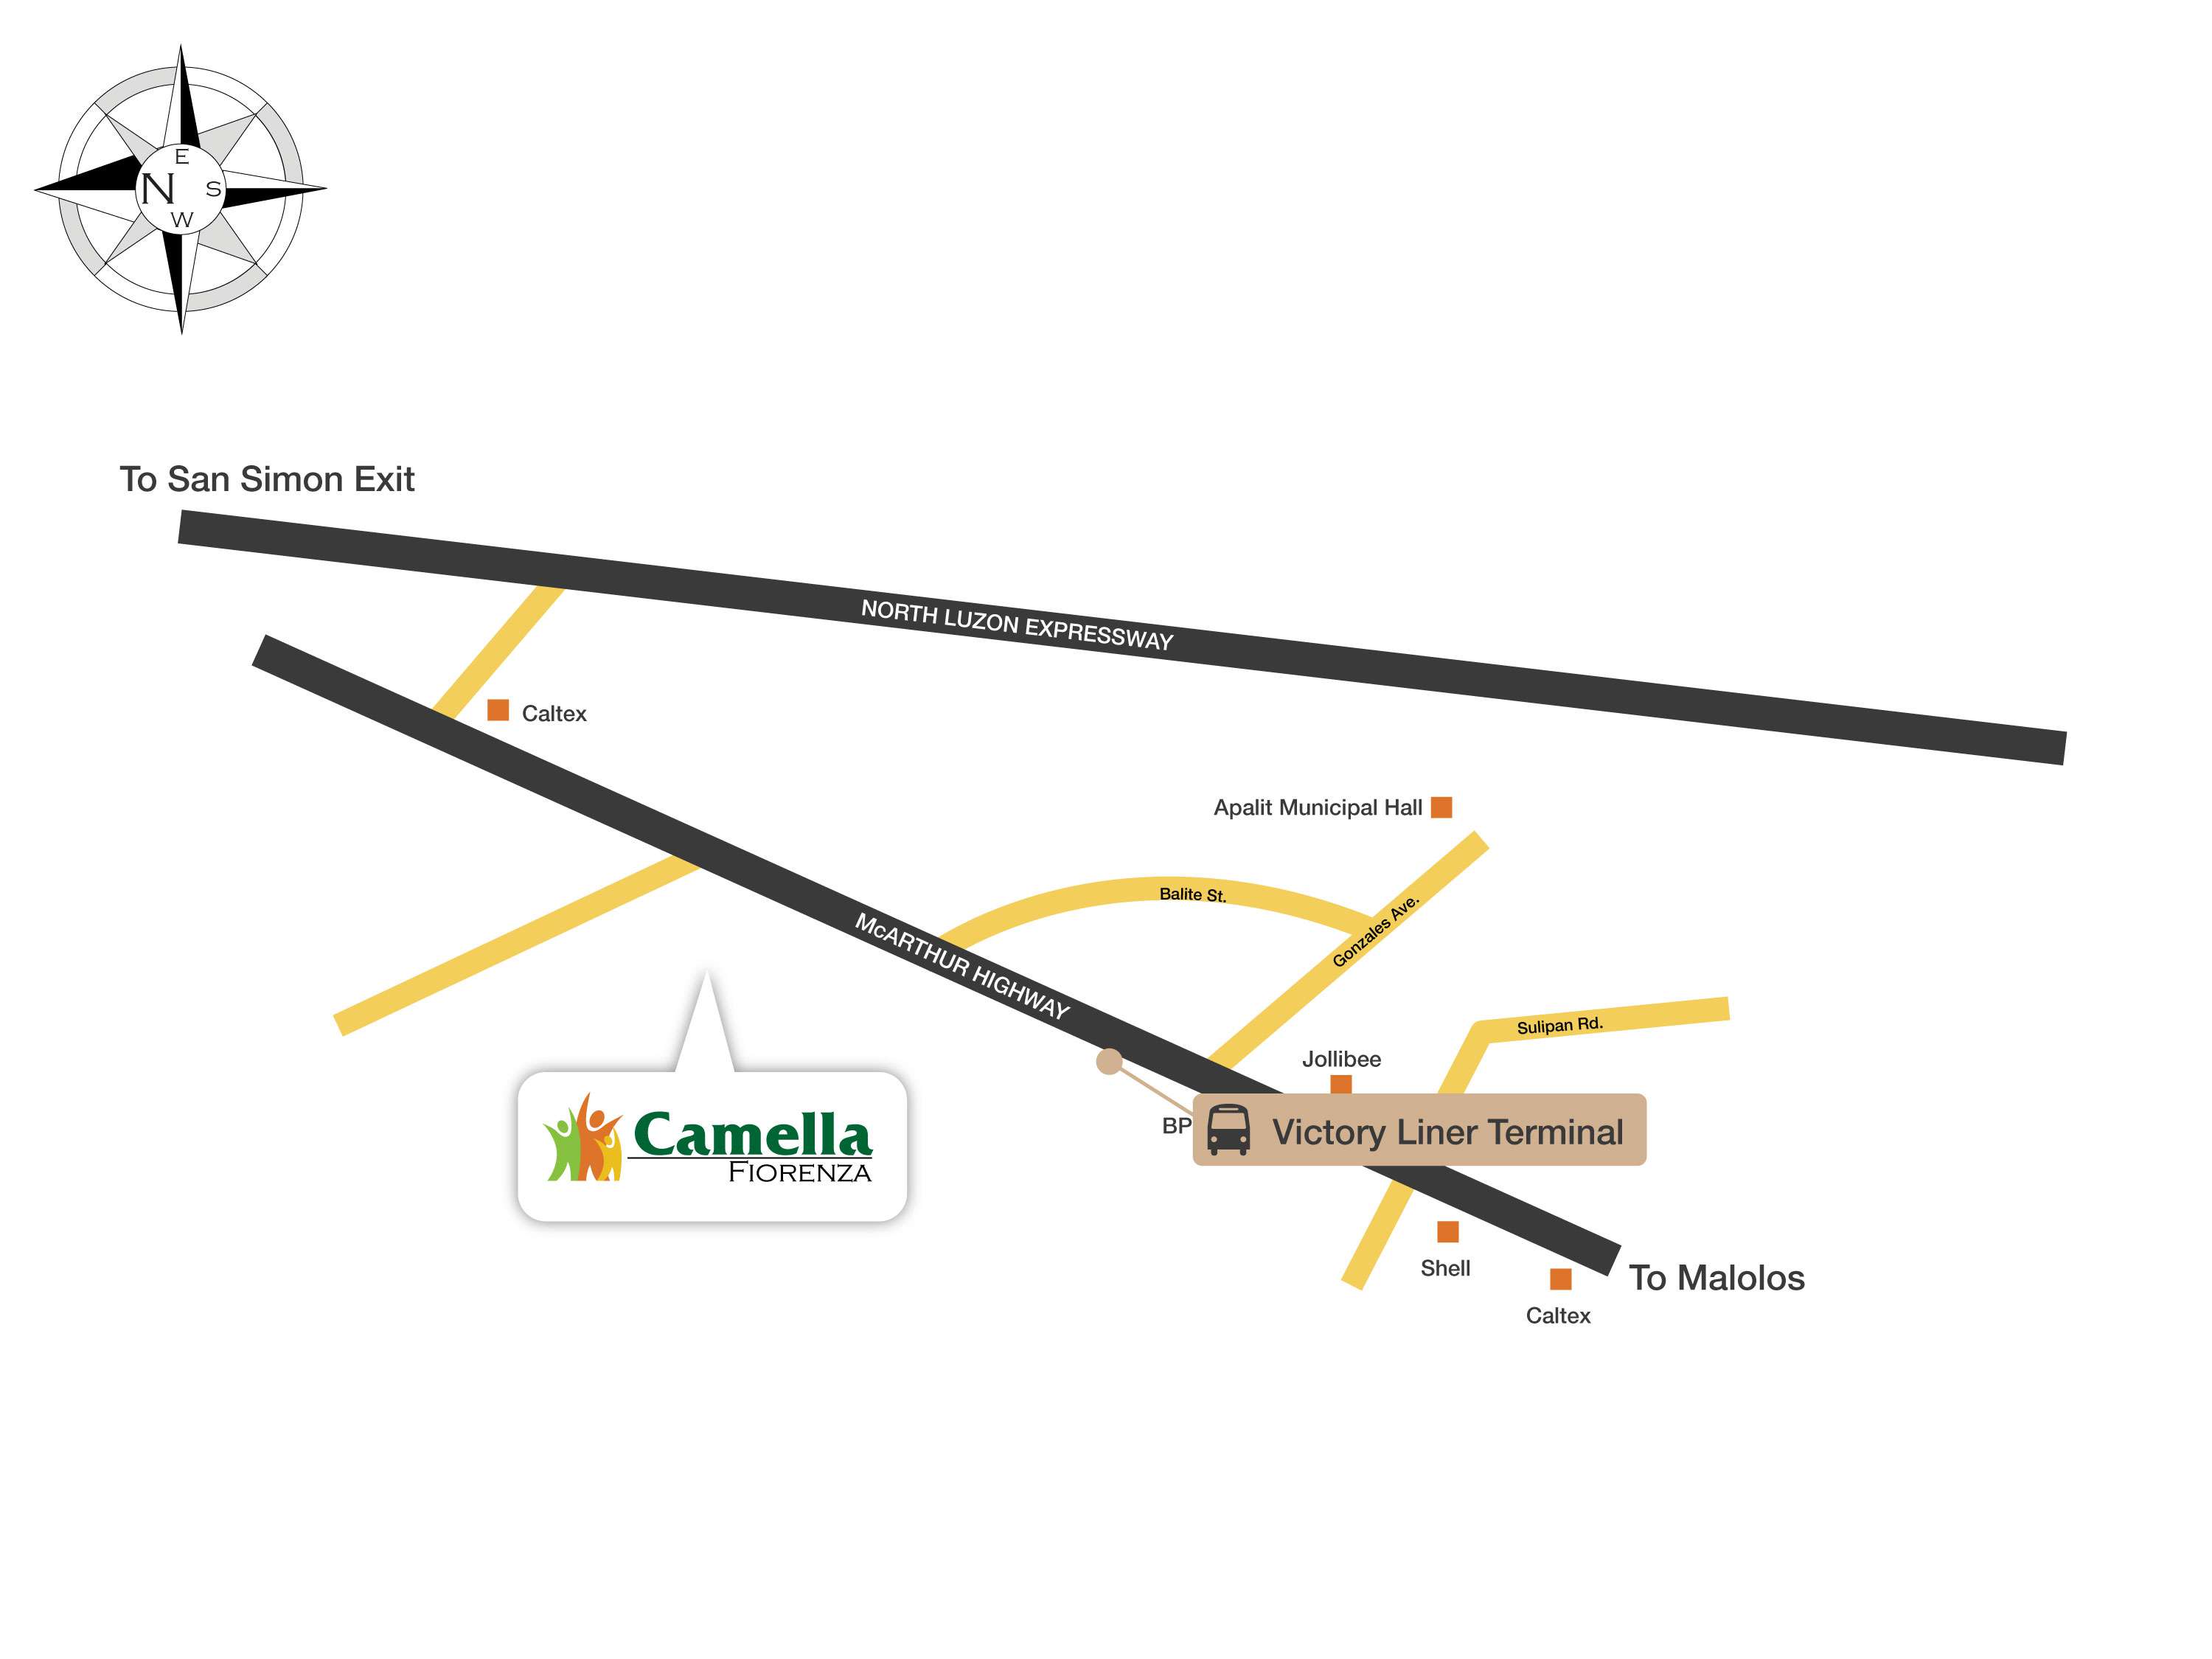 E
N S
W
To San Simon Exit
NORTH LUZON EXPRESSWAY
Caltex
Apalit Municipal Hall
Balite St.
Gonzales Ave.
McARTHUR HIGHWAY
Sulipan Rd.
Jollibee
BP
Victory Liner Terminal
Camella
FIORENZA
Shell
To Malolos
Caltex